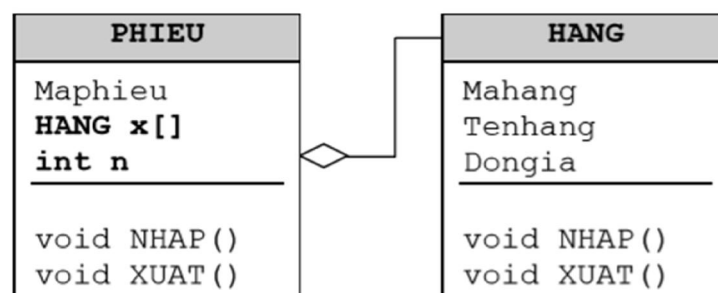 PHIEU
Maphieu
HANG x[]
int n
void NHAP()
void XUAT()
HANG
Mahang
Tenhang
Dongia
void NHAP()
void XUAT()